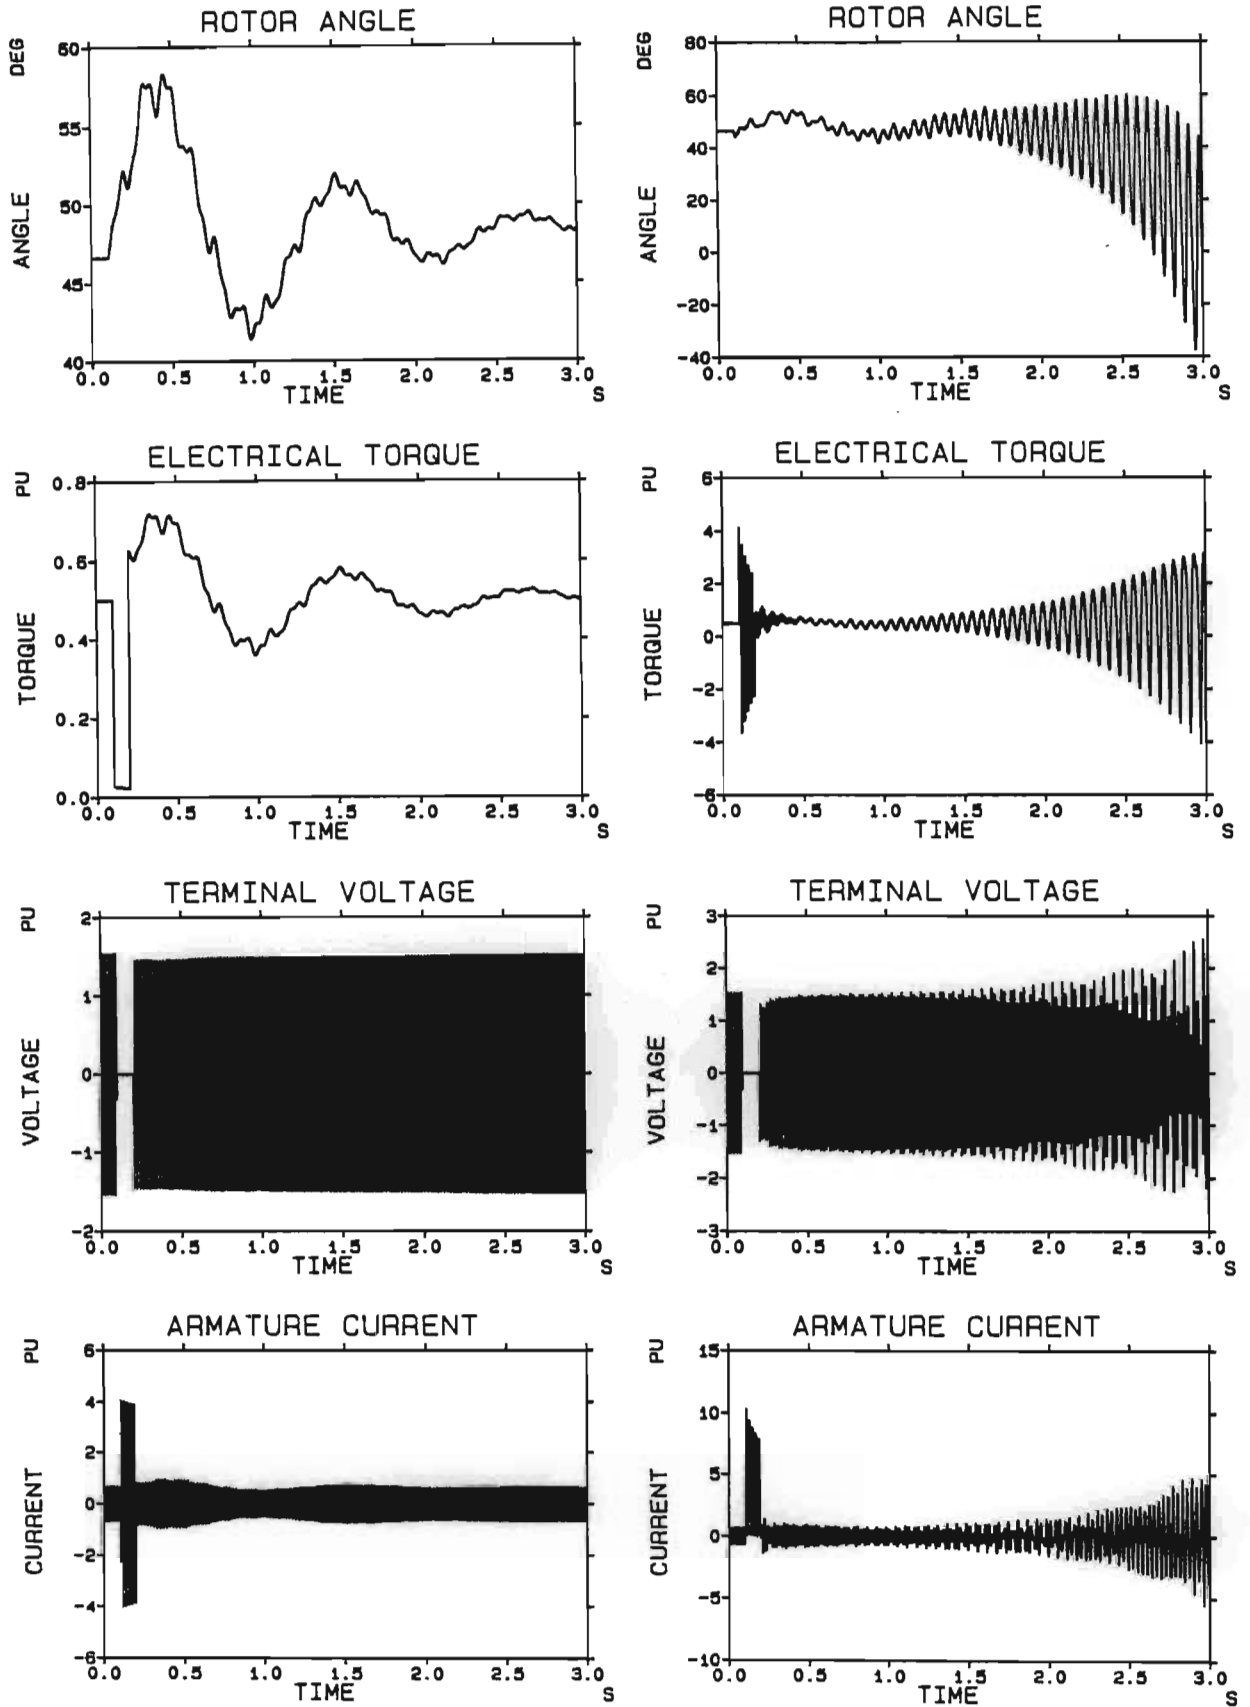 ROTOR ANGLE
DEG
ANGLE
60
55
50
45
40
0.0 0.5 1.0 1.5 2.0 2.5 3.0
TIME S
ROTOR ANGLE
DEG
ANGLE
80
60
40
20
0
-20
-40
0.0 0.5 1.0 1.5 2.0 2.5 3.0
TIME S
ELECTRICAL TORQUE
PU
TORQUE
0.8
0.6
0.4
0.2
0.0
0.0 0.5 1.0 1.5 2.0 2.5 3.0
TIME S
ELECTRICAL TORQUE
PU
TORQUE
6
4
2
0
-2
-4
-6
0.0 0.5 1.0 1.5 2.0 2.5 3.0
TIME S
TERMINAL VOLTAGE
PU
VOLTAGE
2
1
0
-1
-2
0.0 0.5 1.0 1.5 2.0 2.5 3.0
TIME S
TERMINAL VOLTAGE
PU
VOLTAGE
3
2
1
0
-1
-2
-3
0.0 0.5 1.0 1.5 2.0 2.5 3.0
TIME S
ARMATURE CURRENT
PU
CURRENT
6
4
2
0
-2
-4
-6
0.0 0.5 1.0 1.5 2.0 2.5 3.0
TIME S
ARMATURE CURRENT
PU
CURRENT
15
10
5
0
-5
-10
0.0 0.5 1.0 1.5 2.0 2.5 3.0
TIME S